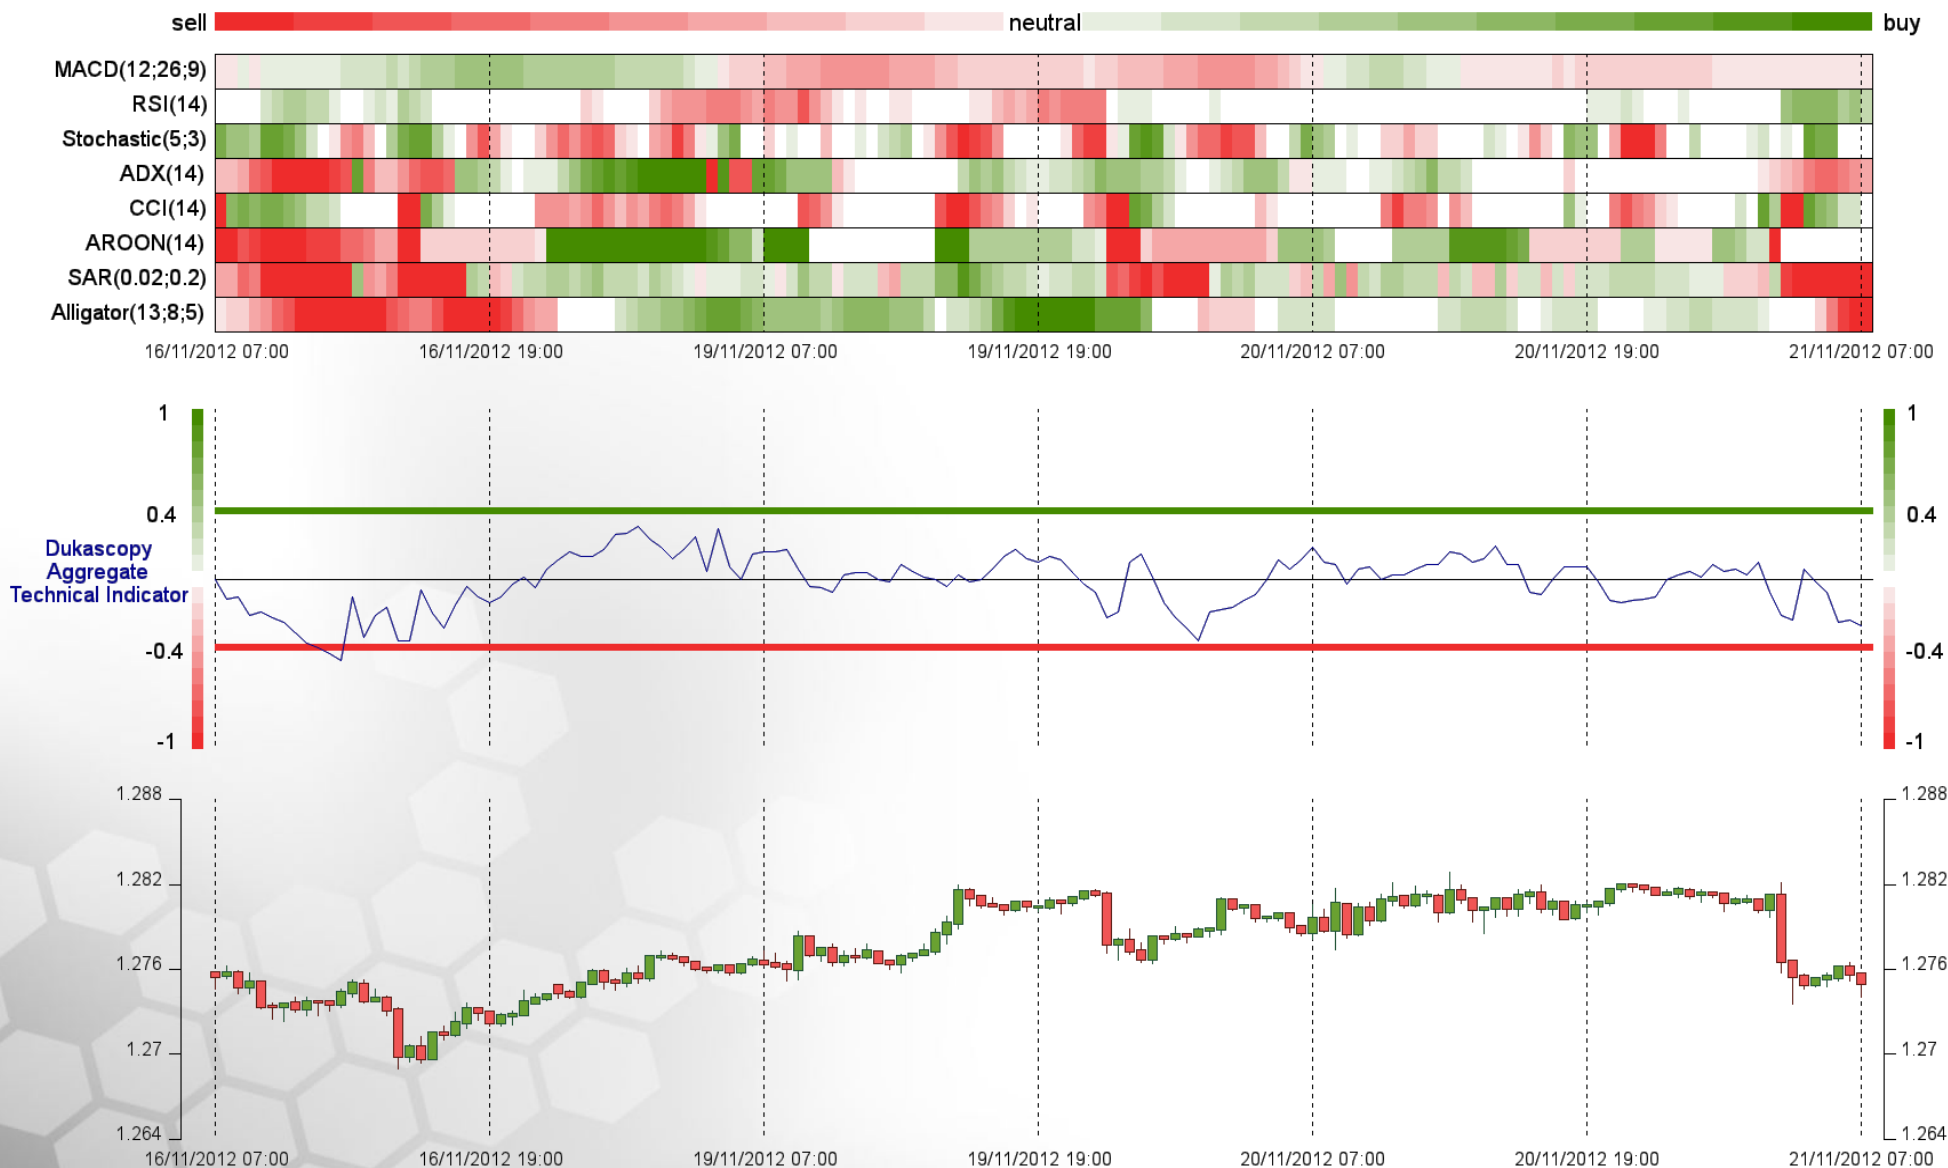 sell neutral buy
MACD(12;26;9)
RSI(14)
Stochastic(5;3)
ADX(14)
CCI(14)
AROON(14)
SAR(0.02;0.2)
Alligator(13;8;5)
16/11/2012 07:00 16/11/2012 19:00 19/11/2012 07:00 19/11/2012 19:00 20/11/2012 07:00 20/11/2012 19:00 21/11/2012 07:00
1 1
0.4 0.4
Dukascopy
Aggregate
Technical Indicator
-0.4 -0.4
-1 -1
1.288 1.288
1.282 1.282
1.276 1.276
1.27 1.27
1.264 1.264
16/11/2012 07:00 16/11/2012 19:00 19/11/2012 07:00 19/11/2012 19:00 20/11/2012 07:00 20/11/2012 19:00 21/11/2012 07:00